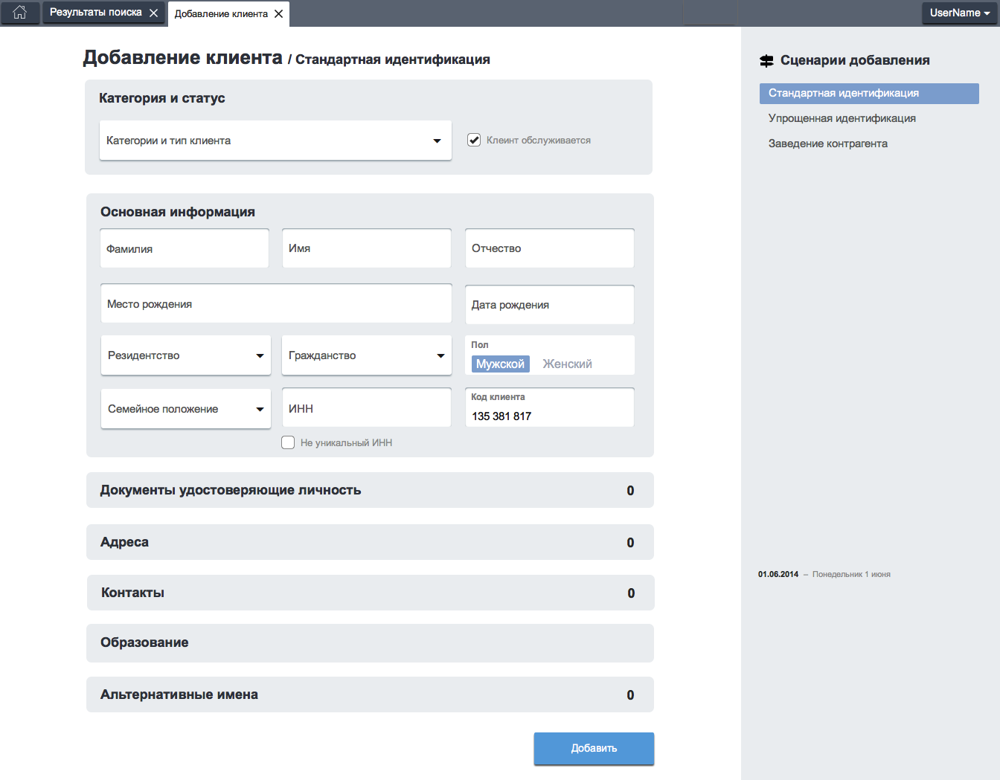 Результаты поиска
Добавление клиента
UserName
Добавление клиента / Стандартная идентификация
Категория и статус
Категории и тип клиента
Клеинт обслуживается
Основная информация
Фамилия
Имя
Отчество
Место рождения
Дата рождения
Резидентство
Гражданство
Пол
Мужской Женский
Семейное положение
ИНН
Код клиента
135 381 817
Не уникальный ИНН
Документы удостоверяющие личность 0
Адреса 0
Контакты 0
Образование
Альтернативные имена 0
Добавить
Сценарии добавления
Стандартная идентификация
Упрощенная идентификация
Заведение контрагента
01.06.2014 – Понедельник 1 июня